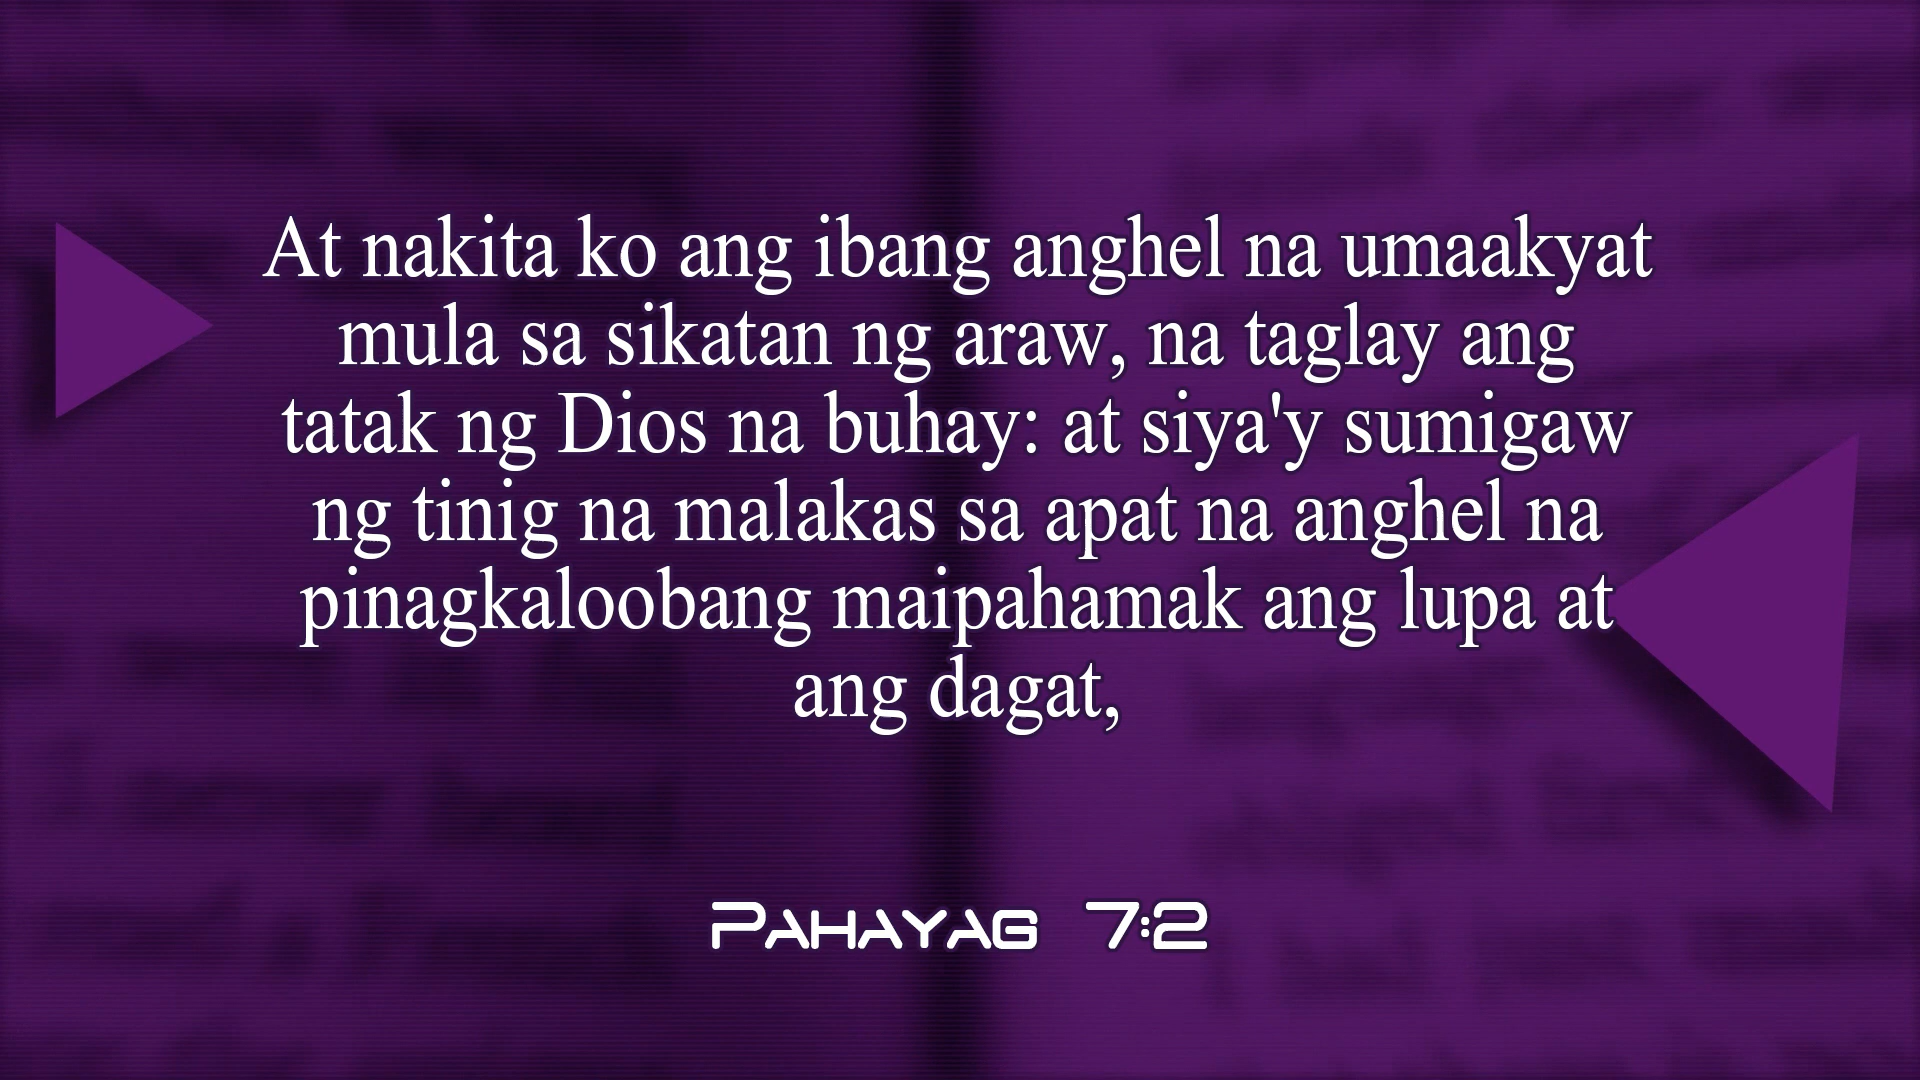 At nakita ko ang ibang anghel na umaakyat
mula sa sikatan ng araw, na taglay ang
tatak ng Dios na buhay: at siya'y sumigaw
ng tinig na malakas sa apat na anghel na
pinagkaloobang maipahamak ang lupa at
ang dagat,
Pahayag 7:2